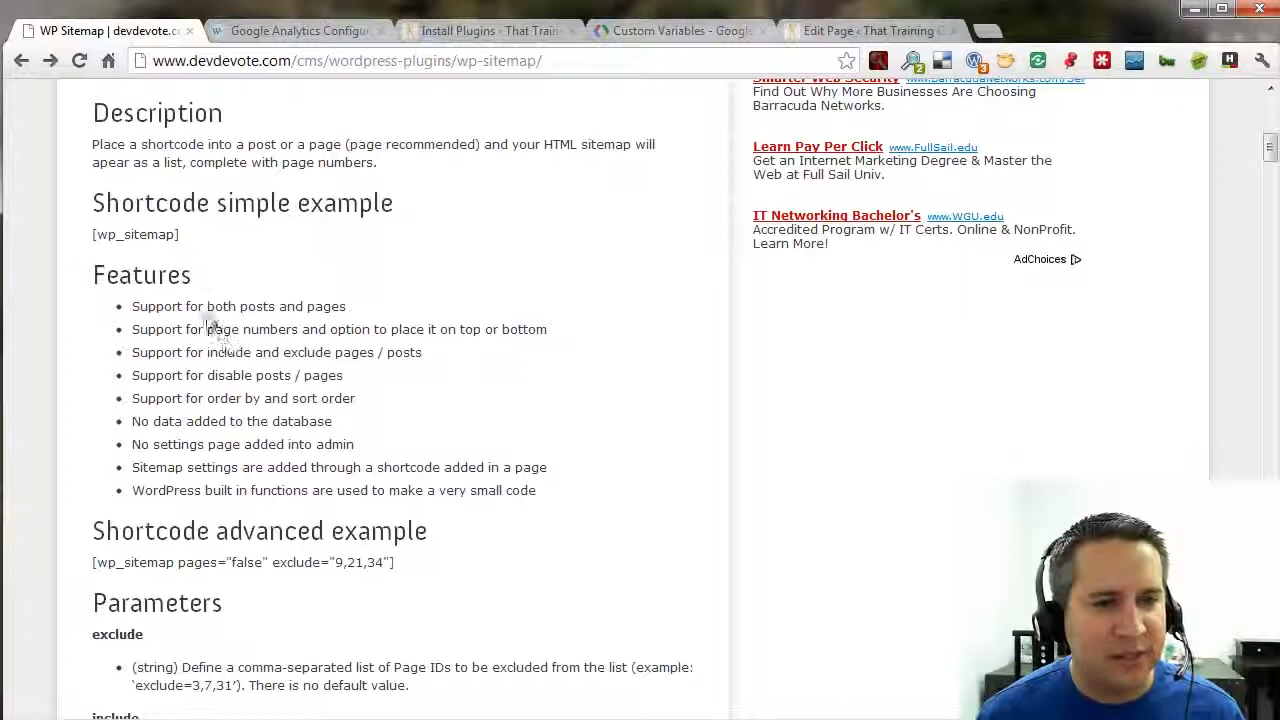 WP Sitemap | devdevote.co
Google Analytics Configu
Install Plugins ‹ That Train
Custom Variables - Google
Edit Page ‹ That Training
www.devdevote.com/cms/wordpress-plugins/wp-sitemap/
Description
Place a shortcode into a post or a page (page recommended) and your HTML sitemap will
apear as a list, complete with page numbers.
Shortcode simple example
[wp_sitemap]
Features
Support for both posts and pages
Support for page numbers and option to place it on top or bottom
Support for include and exclude pages / posts
Support for disable posts / pages
Support for order by and sort order
No data added to the database
No settings page added into admin
Sitemap settings are added through a shortcode added in a page
WordPress built in functions are used to make a very small code
Shortcode advanced example
[wp_sitemap pages="false" exclude="9,21,34"]
Parameters
exclude
(string) Define a comma-separated list of Page IDs to be excluded from the list (example:
`exclude=3,7,31'). There is no default value.
include
Smarter Web Security www.BarracudaNetworks.com/Ser
Find Out Why More Businesses Are Choosing
Barracuda Networks.
Learn Pay Per Click www.FullSail.edu
Get an Internet Marketing Degree & Master the
Web at Full Sail Univ.
IT Networking Bachelor's www.WGU.edu
Accredited Program w/ IT Certs. Online & NonProfit.
Learn More!
AdChoices